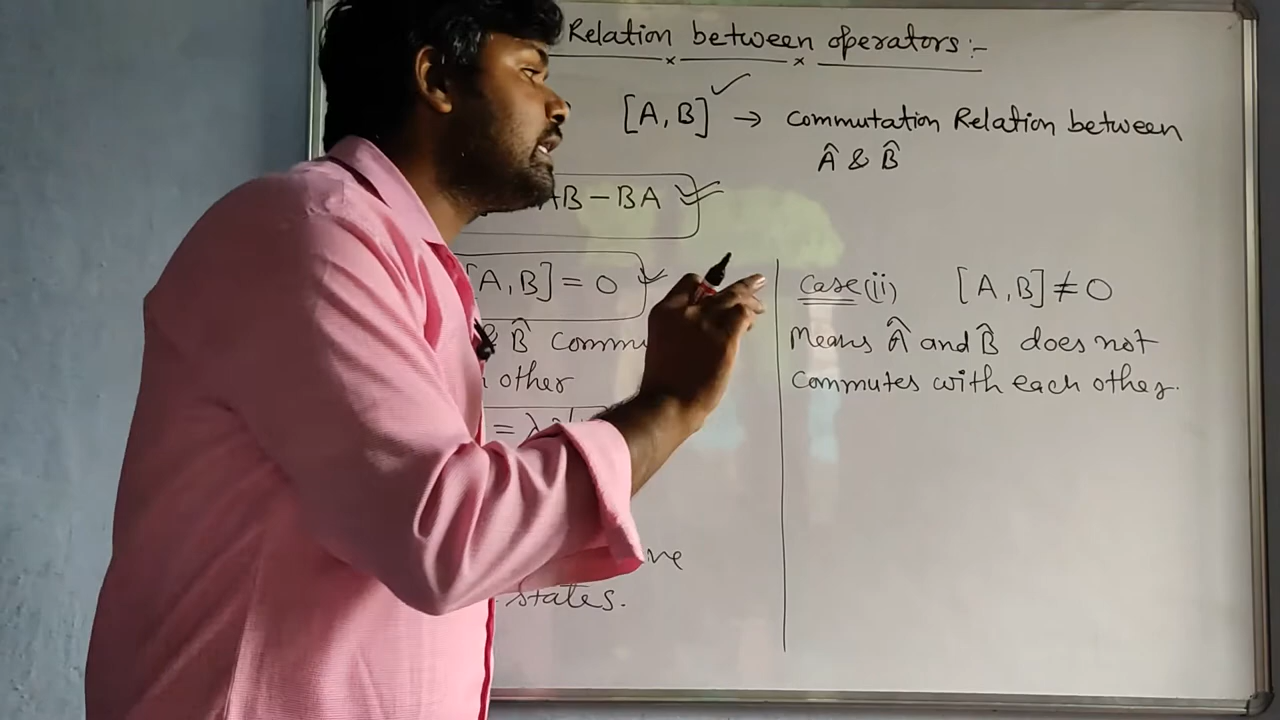 Relation between operators:-
[A, B] → Commutation Relation between
Â & B̂
AB - BA
[A, B] = 0
& B̂
other
= λ
states.
Case (ii) [A, B] ≠ 0
Means Â and B̂ does not
Commutes with each other.